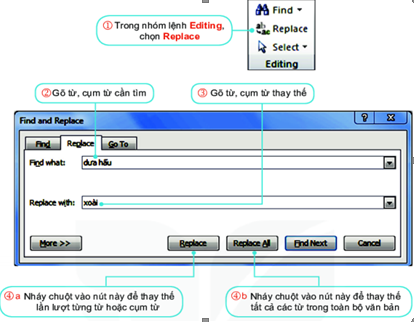 Find
① Trong nhóm lệnh Editing,
chọn Replace
Replace
Select
Editing
② Gõ từ, cụm từ cần tìm
③ Gõ từ, cụm từ thay thế
Find and Replace
Find
Replace
Go To
Find what:
dưa hấu
Replace with:
xoài
More >>
Replace
Replace All
Find Next
Cancel
④a Nháy chuột vào nút này để thay thế
lần lượt từng từ hoặc cụm từ
④b Nháy chuột vào nút này để thay thế
tất cả các từ trong toàn bộ văn bản